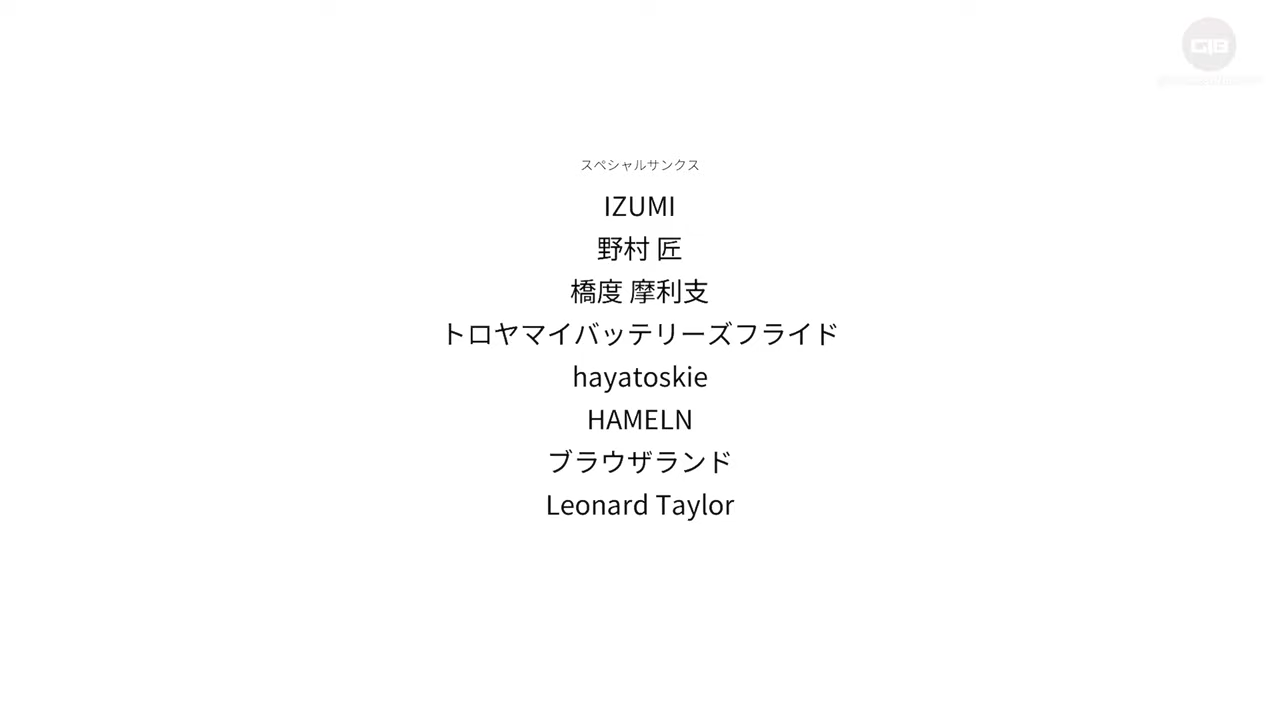 スペシャルサンクス
IZUMI
野村 匠
橋度 摩利支
トロヤマイバッテリーズフライド
hayatoskie
HAMELN
ブラウザランド
Leonard Taylor